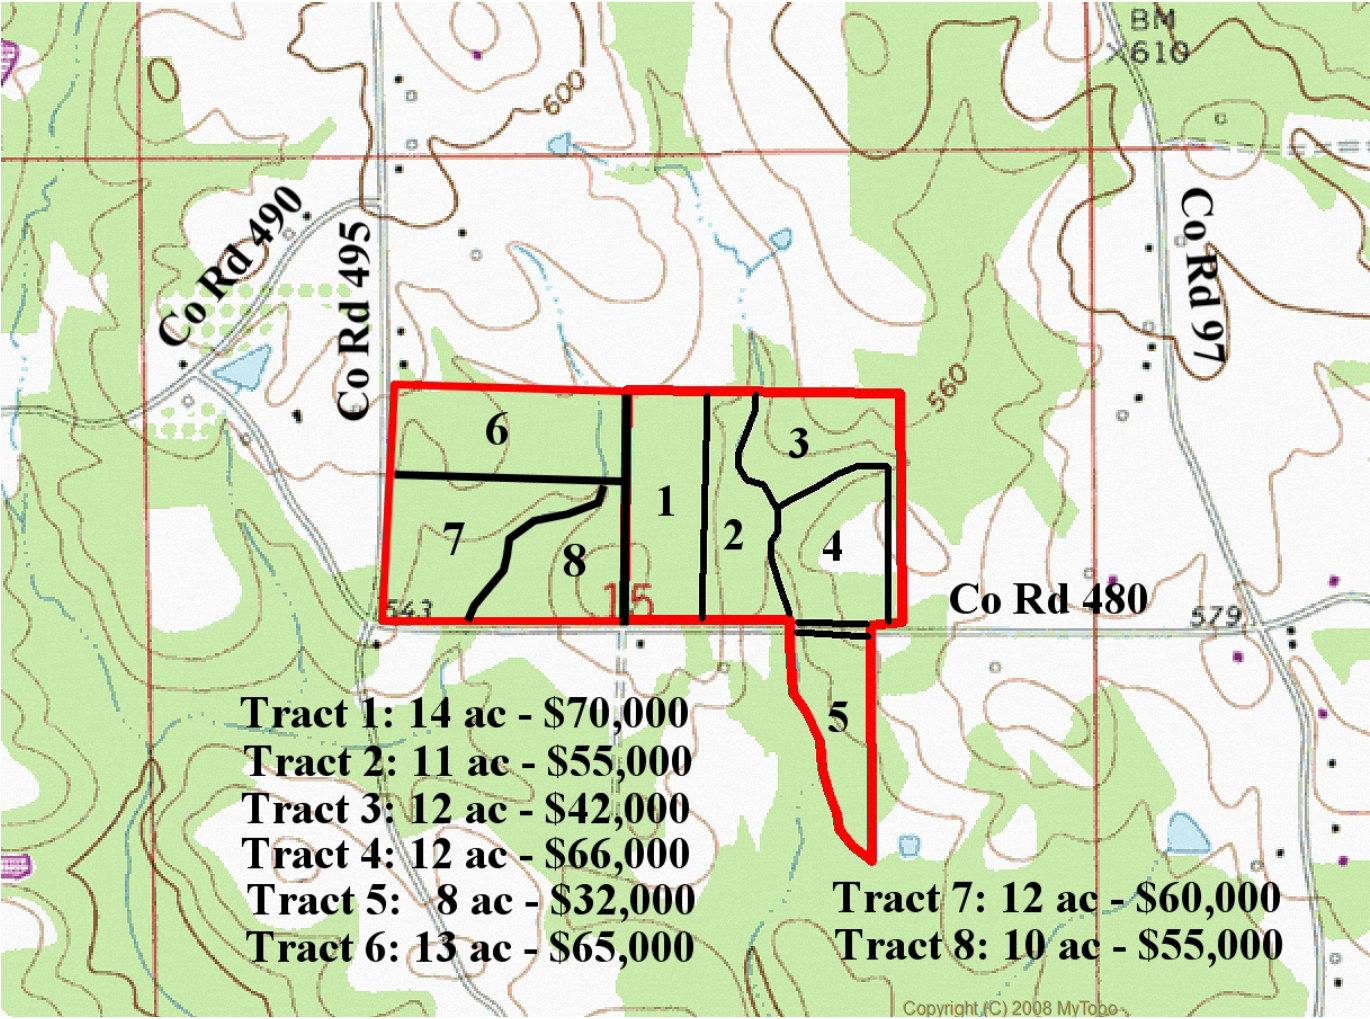 BM
610
600
Co Rd 490
Co Rd 495
Co Rd 97
560
6
3
1
7
2
8
4
15
543
Co Rd 480
579
5
Tract 1: 14 ac - $70,000
Tract 2: 11 ac - $55,000
Tract 3: 12 ac - $42,000
Tract 4: 12 ac - $66,000
Tract 5: 8 ac - $32,000
Tract 6: 13 ac - $65,000
Tract 7: 12 ac - $60,000
Tract 8: 10 ac - $55,000
Copyright (C) 2008 MyTopo